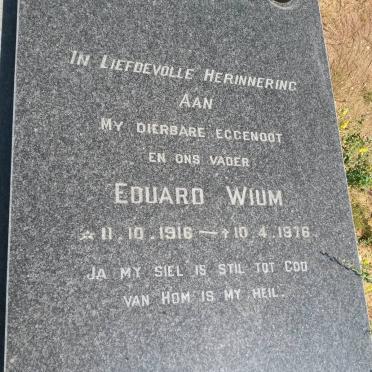 IN LIEFDEVOLLE HERINNERING
AAN
MY DIERBARE EGGENOOT
EN ONS VADER
EDUARD WIUM
☆ 11.10.1916 — ✝ 10.4.1976.
JA MY SIEL IS STIL TOT GOD
VAN HOM IS MY HEIL.